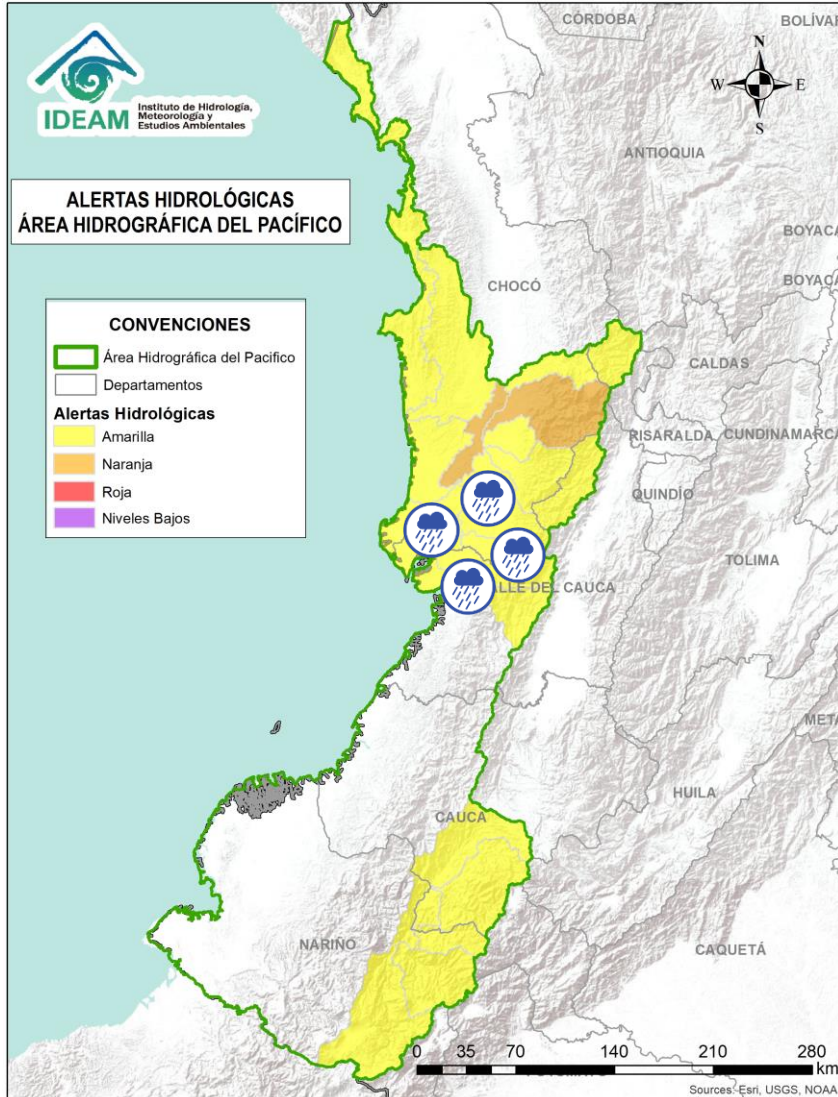 CÓRDOBA
BOLÍVAR
N
W
E
S
IDEAM
Instituto de Hidrología,
Meteorología y
Estudios Ambientales
ANTIOQUIA
ALERTAS HIDROLÓGICAS
ÁREA HIDROGRÁFICA DEL PACÍFICO
BOYACÁ
BOYACÁ
CHOCÓ
CONVENCIONES
Área Hidrográfica del Pacifico
Departamentos
Alertas Hidrológicas
Amarilla
Naranja
Roja
Niveles Bajos
CALDAS
RISARALDA
CUNDINAMARCA
QUINDÍO
TOLIMA
ALLE DEL CAUCA
META
HUILA
CAUCA
NARIÑO
CAQUETÁ
0 35 70 140 210 280
km
Sources: Esri, USGS, NOAA